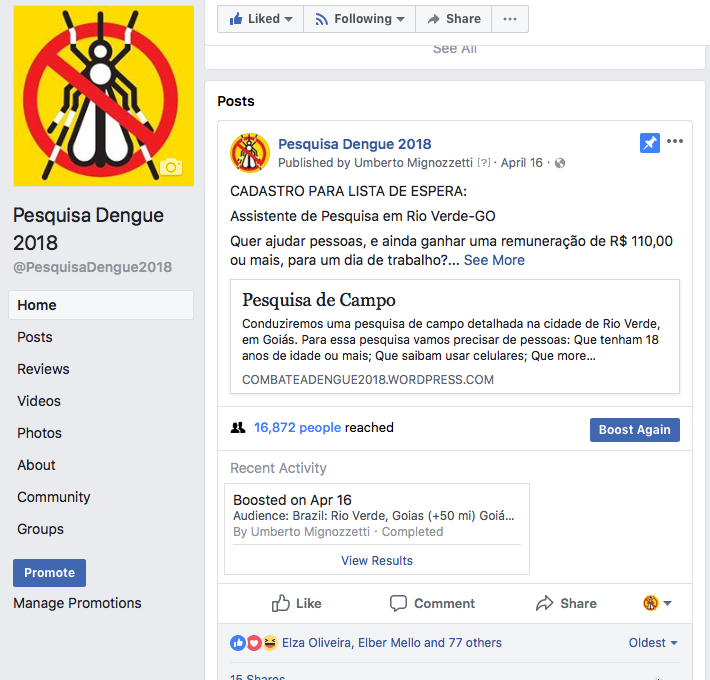 Liked
Following
Share
See All
Pesquisa Dengue
2018
@PesquisaDengue2018
Home
Posts
Reviews
Videos
Photos
About
Community
Groups
Promote
Manage Promotions
Posts
Pesquisa Dengue 2018
Published by Umberto Mignozzetti [?] · April 16 ·
CADASTRO PARA LISTA DE ESPERA:
Assistente de Pesquisa em Rio Verde-GO
Quer ajudar pessoas, e ainda ganhar uma remuneração de R$ 110,00
ou mais, para um dia de trabalho?... See More
Pesquisa de Campo
Conduziremos uma pesquisa de campo detalhada na cidade de Rio Verde,
em Goiás. Para essa pesquisa vamos precisar de pessoas: Que tenham 18
anos de idade ou mais; Que saibam usar celulares; Que more...
COMBATEADENGUE2018.WORDPRESS.COM
16,872 people reached
Boost Again
Recent Activity
Boosted on Apr 16
Audience: Brazil: Rio Verde, Goias (+50 mi) Goiá...
By Umberto Mignozzetti · Completed
View Results
Like
Comment
Share
Elza Oliveira, Elber Mello and 77 others
Oldest
15 Shares